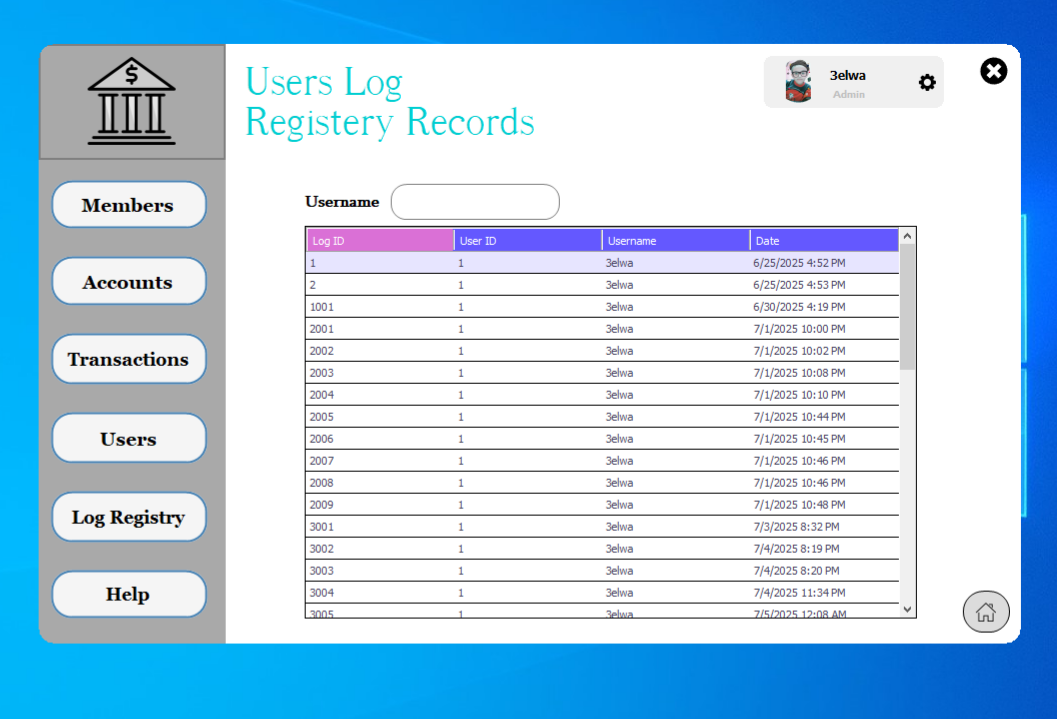 $
Users Log
Registery Records
3elwa
Admin
Members
Accounts
Transactions
Users
Log Registry
Help
Username
Log ID User ID Username Date
1 1 3elwa 6/25/2025 4:52 PM
2 1 3elwa 6/25/2025 4:53 PM
1001 1 3elwa 6/30/2025 4:19 PM
2001 1 3elwa 7/1/2025 10:00 PM
2002 1 3elwa 7/1/2025 10:02 PM
2003 1 3elwa 7/1/2025 10:08 PM
2004 1 3elwa 7/1/2025 10:10 PM
2005 1 3elwa 7/1/2025 10:44 PM
2006 1 3elwa 7/1/2025 10:45 PM
2007 1 3elwa 7/1/2025 10:46 PM
2008 1 3elwa 7/1/2025 10:46 PM
2009 1 3elwa 7/1/2025 10:48 PM
3001 1 3elwa 7/3/2025 8:32 PM
3002 1 3elwa 7/4/2025 8:19 PM
3003 1 3elwa 7/4/2025 8:20 PM
3004 1 3elwa 7/4/2025 11:34 PM
3005 1 3elwa 7/5/2025 12:08 AM